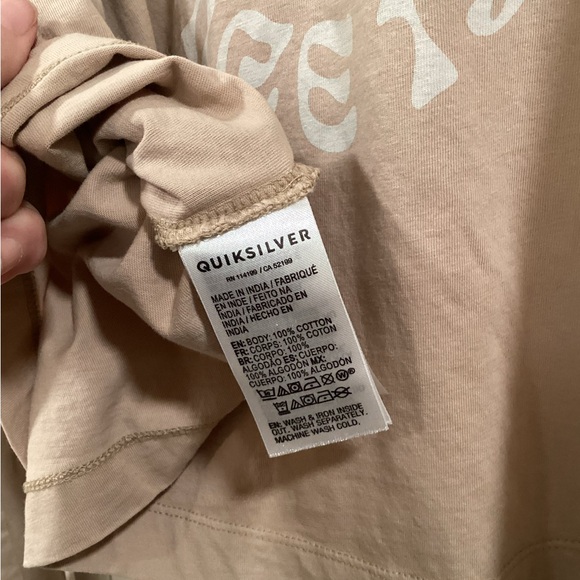 EET
QUIKSILVER
RN 114199 / CA 52199
MADE IN INDIA / FABRIQUÉ
EN INDE / FEITO NA
INDIA / FABRICADO EN
INDIA / HECHO EN
INDIA
EN: BODY: 100% COTTON
FR: CORPS: 100% COTON
BR: CORPO: 100%
ALGODÃO ES: CUERPO:
100% ALGODÓN MX:
CUERPO: 100% ALGODÓN
W®
EN: WASH & IRON INSIDE
OUT. WASH SEPARATELY.
MACHINE WASH COLD.